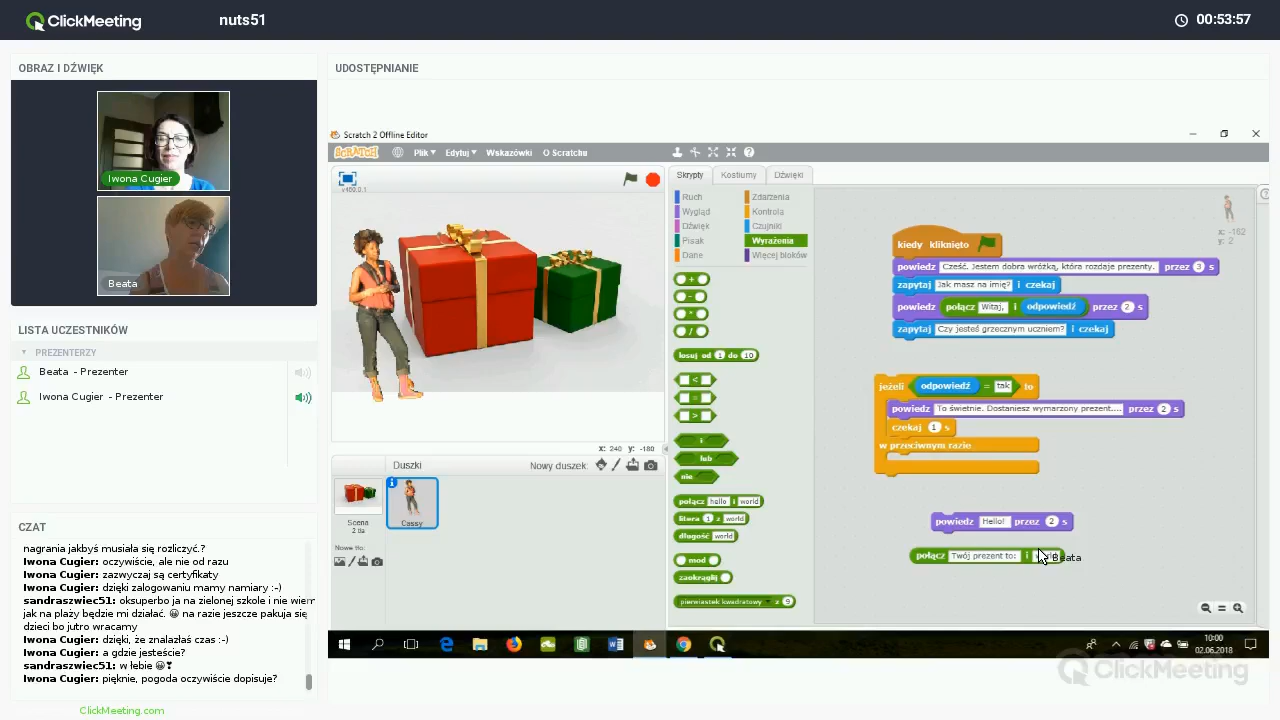 ClickMeeting
nuts51
00:53:57
OBRAZ I DŹWIĘK
Iwona Cugier
Beata
LISTA UCZESTNIKÓW
PREZENTERZY
Beata - Prezenter
Iwona Cugier - Prezenter
CZAT
nagrania jakbyś musiała się rozliczyć.?
Iwona Cugier: oczywiście, ale nie od razu
Iwona Cugier: zazwyczaj są certyfikaty
Iwona Cugier: dzięki zalogowaniu mamy namiary :-)
sandraszwiec51: oksuperbo ja na zielonej szkole i nie wiem
jak na jeśży będzie mi działać. 😀 na razie jeszcze pakuja się
dzieci bo jutro wracamy
Iwona Cugier: dzięki, że znalazłaś czas :-)
Iwona Cugier: a gdzie jesteście?
sandraszwiec51: w łebie 😀❣
Iwona Cugier: pięknie, pogoda oczywiście dopisuje?
ClickMeeting.com
UDOSTĘPNIANIE
Scratch 2 Offline Editor
SCRATCH Plik▼ Edytuj▼ Wskazówki O Scratchu
v460.0.1
x: 240 y: -180
Duszki Nowy duszek:
Scena
2 tła
Nowe tło:
Cassy
Skrypty Kostiumy Dźwięki
Ruch Zdarzenia
Wygląd Kontrola
Dźwięk Czujniki
Pisak Wyrażenia
Dane Więcej bloków
+
-
*
/
losuj od 1 do 10
<
=
>
i
lub
nie
połącz hello i world
litera 1 z world
długość world
mod
zaokrąglij
pierwiastek kwadratowy z 9
x: -162
y: 2
kiedy kliknięto
powiedz Cześć. Jestem dobra wróżką, która rozdaje prezenty. przez 3 s
zapytaj Jak masz na imię? i czekaj
powiedz połącz Witaj, i odpowiedź przez 2 s
zapytaj Czy jesteś grzecznym uczniem? i czekaj
jeżeli odpowiedź = tak to
powiedz To świetnie. Dostaniesz wymarzony prezent.... przez 2 s
czekaj 1 s
w przeciwnym razie
powiedz Hello! przez 2 s
połącz Twój prezent to: i
Beata
10:00
02.06.2018
ClickMeeting